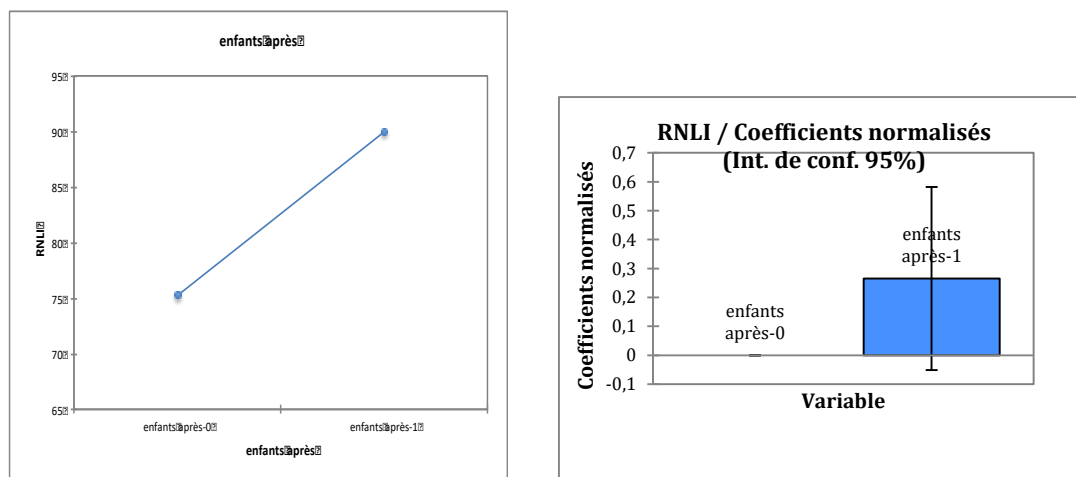 enfants après
95
90
85
80
75
70
65
RNLI
enfants après-0
enfants après-1
enfants après
RNLI / Coefficients normalisés
(Int. de conf. 95%)
0,7
0,6
0,5
0,4
0,3
0,2
0,1
0
-0,1
Coefficients normalisés
enfants
après-0
enfants
après-1
Variable